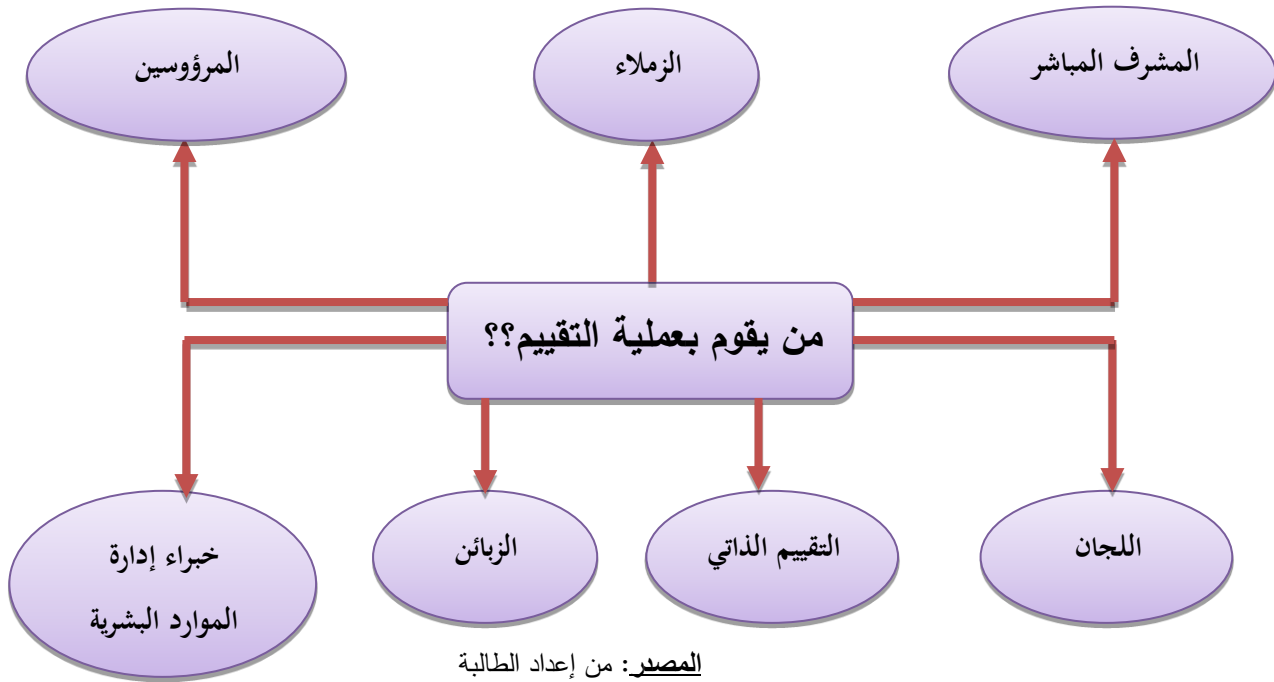 المشرف المباشر
الزملاء
المرؤوسين
من يقوم بعملية التقييم؟؟
اللجان
التقييم الذاتي
الزبائن
خبراء إدارة
الموارد البشرية
المصدر: من إعداد الطالبة